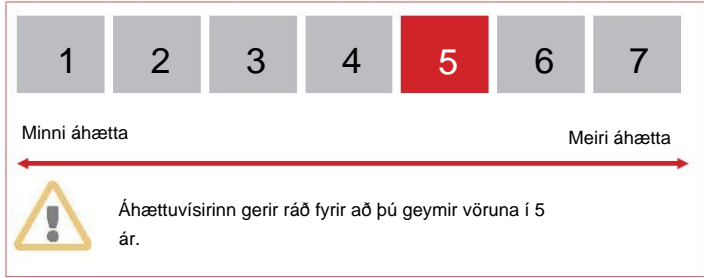 1 2 3 4 5 6 7
Minni áhætta
Meiri áhætta
Áhættuvísirinn gerir ráð fyrir að þú geymir vöruna í 5
ár.